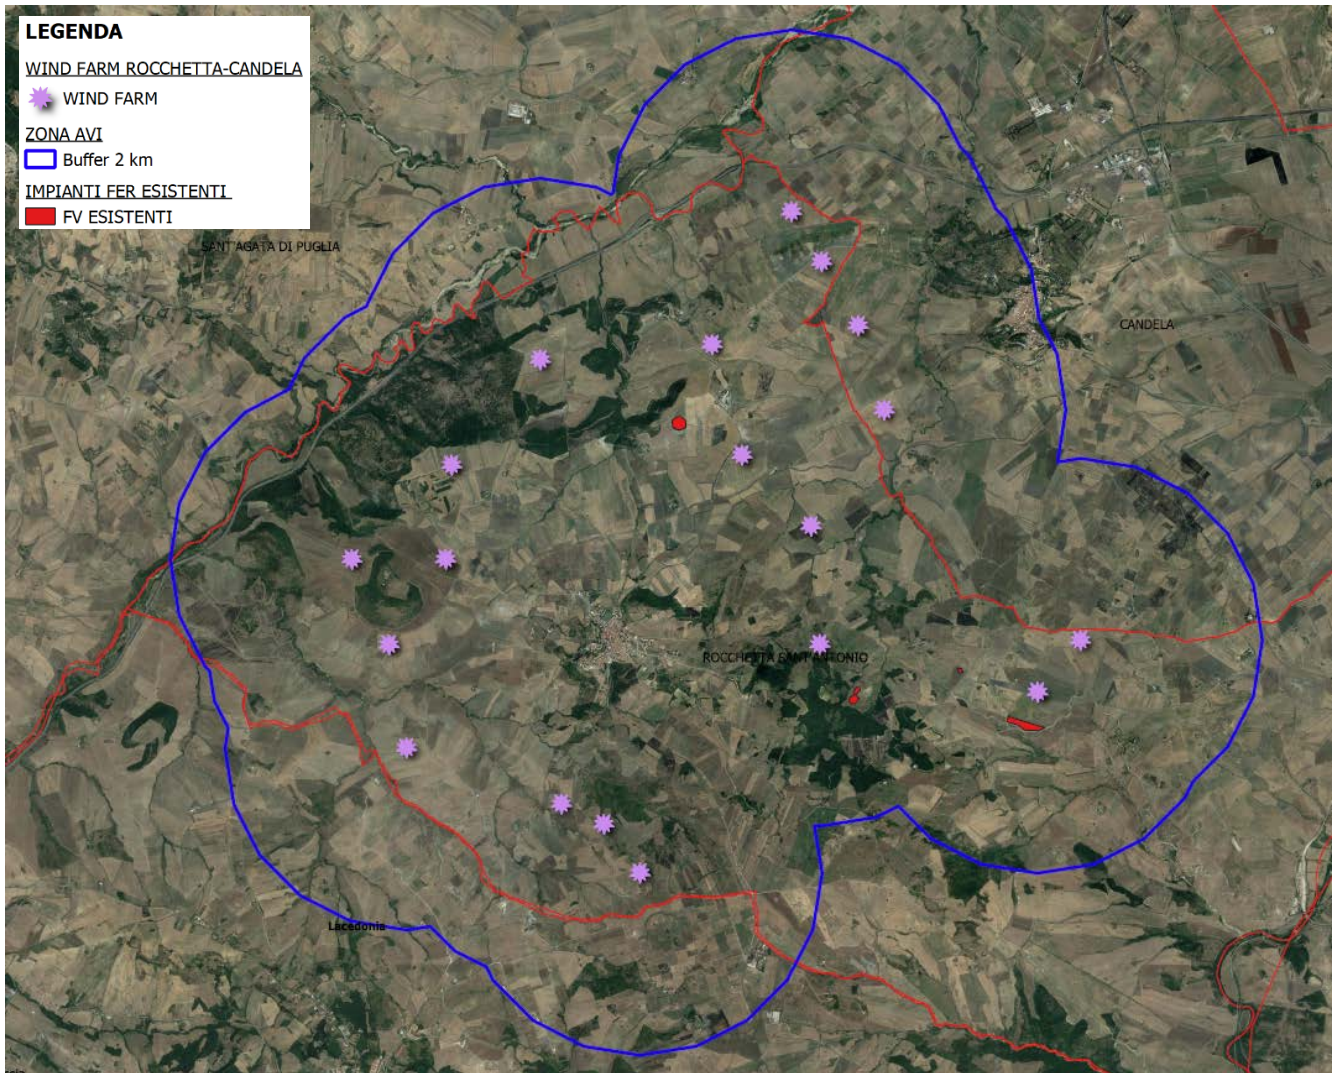 LEGENDA
WIND FARM ROCCHETTA-CANDELA
WIND FARM
ZONA AVI
Buffer 2 km
IMPIANTI FER ESISTENTI
FV ESISTENTI
SANT'AGATA DI PUGLIA
CANDELA
ROCCHETTA SANT'ANTONIO
Lacedonia